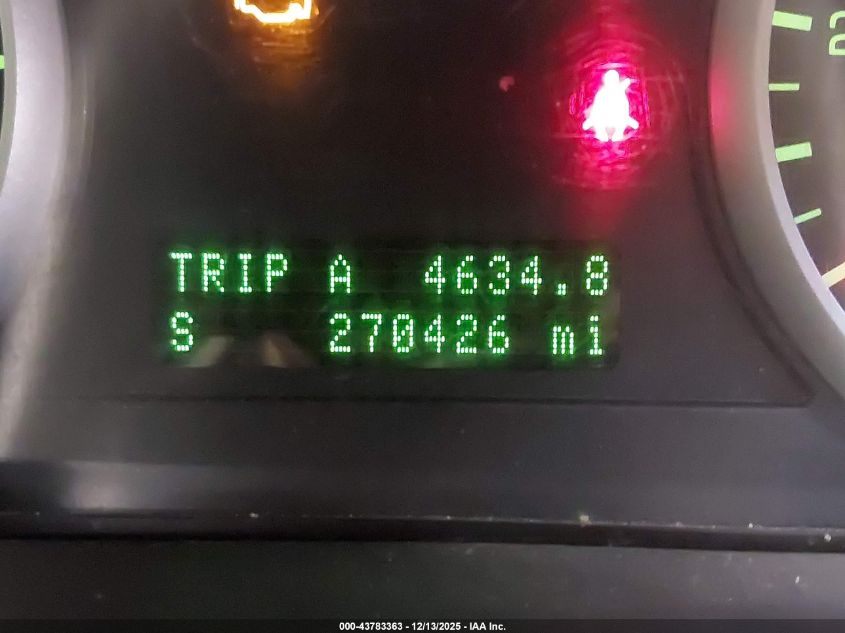 TRIP A 4634.8
S 270426 mi
000-43783363 - 12/13/2025 - IAA Inc.